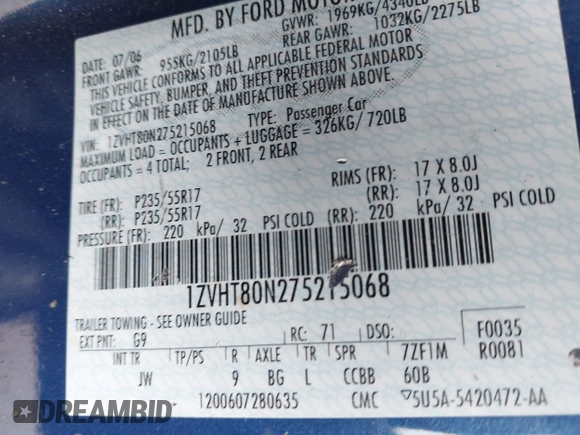 MFD. BY FORD MOTOR
DATE: 07/06 GVWR: 1969KG/4340LB
FRONT GAWR: 955KG/2105LB REAR GAWR: 1032KG/2275LB
THIS VEHICLE CONFORMS TO ALL APPLICABLE FEDERAL MOTOR
VEHICLE SAFETY, BUMPER, AND THEFT PREVENTION STANDARDS
IN EFFECT ON THE DATE OF MANUFACTURE SHOWN ABOVE.
VIN: 1ZVHT80N275215068 TYPE: Passenger Car
MAXIMUM LOAD = OCCUPANTS + LUGGAGE = 326KG/720LB
OCCUPANTS = 4 TOTAL; 2 FRONT, 2 REAR
TIRE (FR): P235/55R17 RIMS (FR): 17 X 8.0J
(RR): P235/55R17 (RR): 17 X 8.0J
PRESSURE (FR): 220 kPa/ 32 PSI COLD (RR): 220 kPa/ 32 PSI COLD
1ZVHT80N275215068
TRAILER TOWING - SEE OWNER GUIDE
EXT PNT: G9 RC: 71 DSO: F0035
INT TR TP/PS R AXLE TR SPR 7ZF1M R0081
JW 9 BG L CCBB 60B
1200607280635 CMC 5U5A-5420472-AA
DATE HISTORY